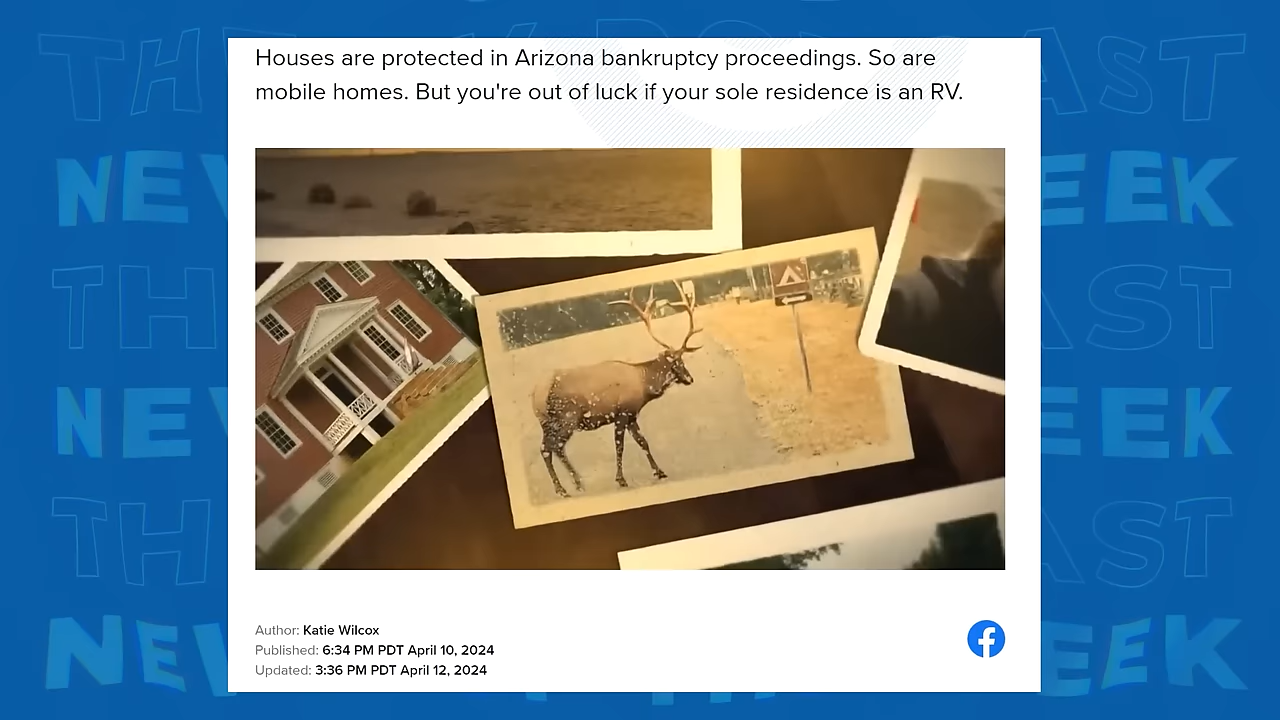 Houses are protected in Arizona bankruptcy proceedings. So are
mobile homes. But you're out of luck if your sole residence is an RV.
Author: Katie Wilcox
Published: 6:34 PM PDT April 10, 2024
Updated: 3:36 PM PDT April 12, 2024